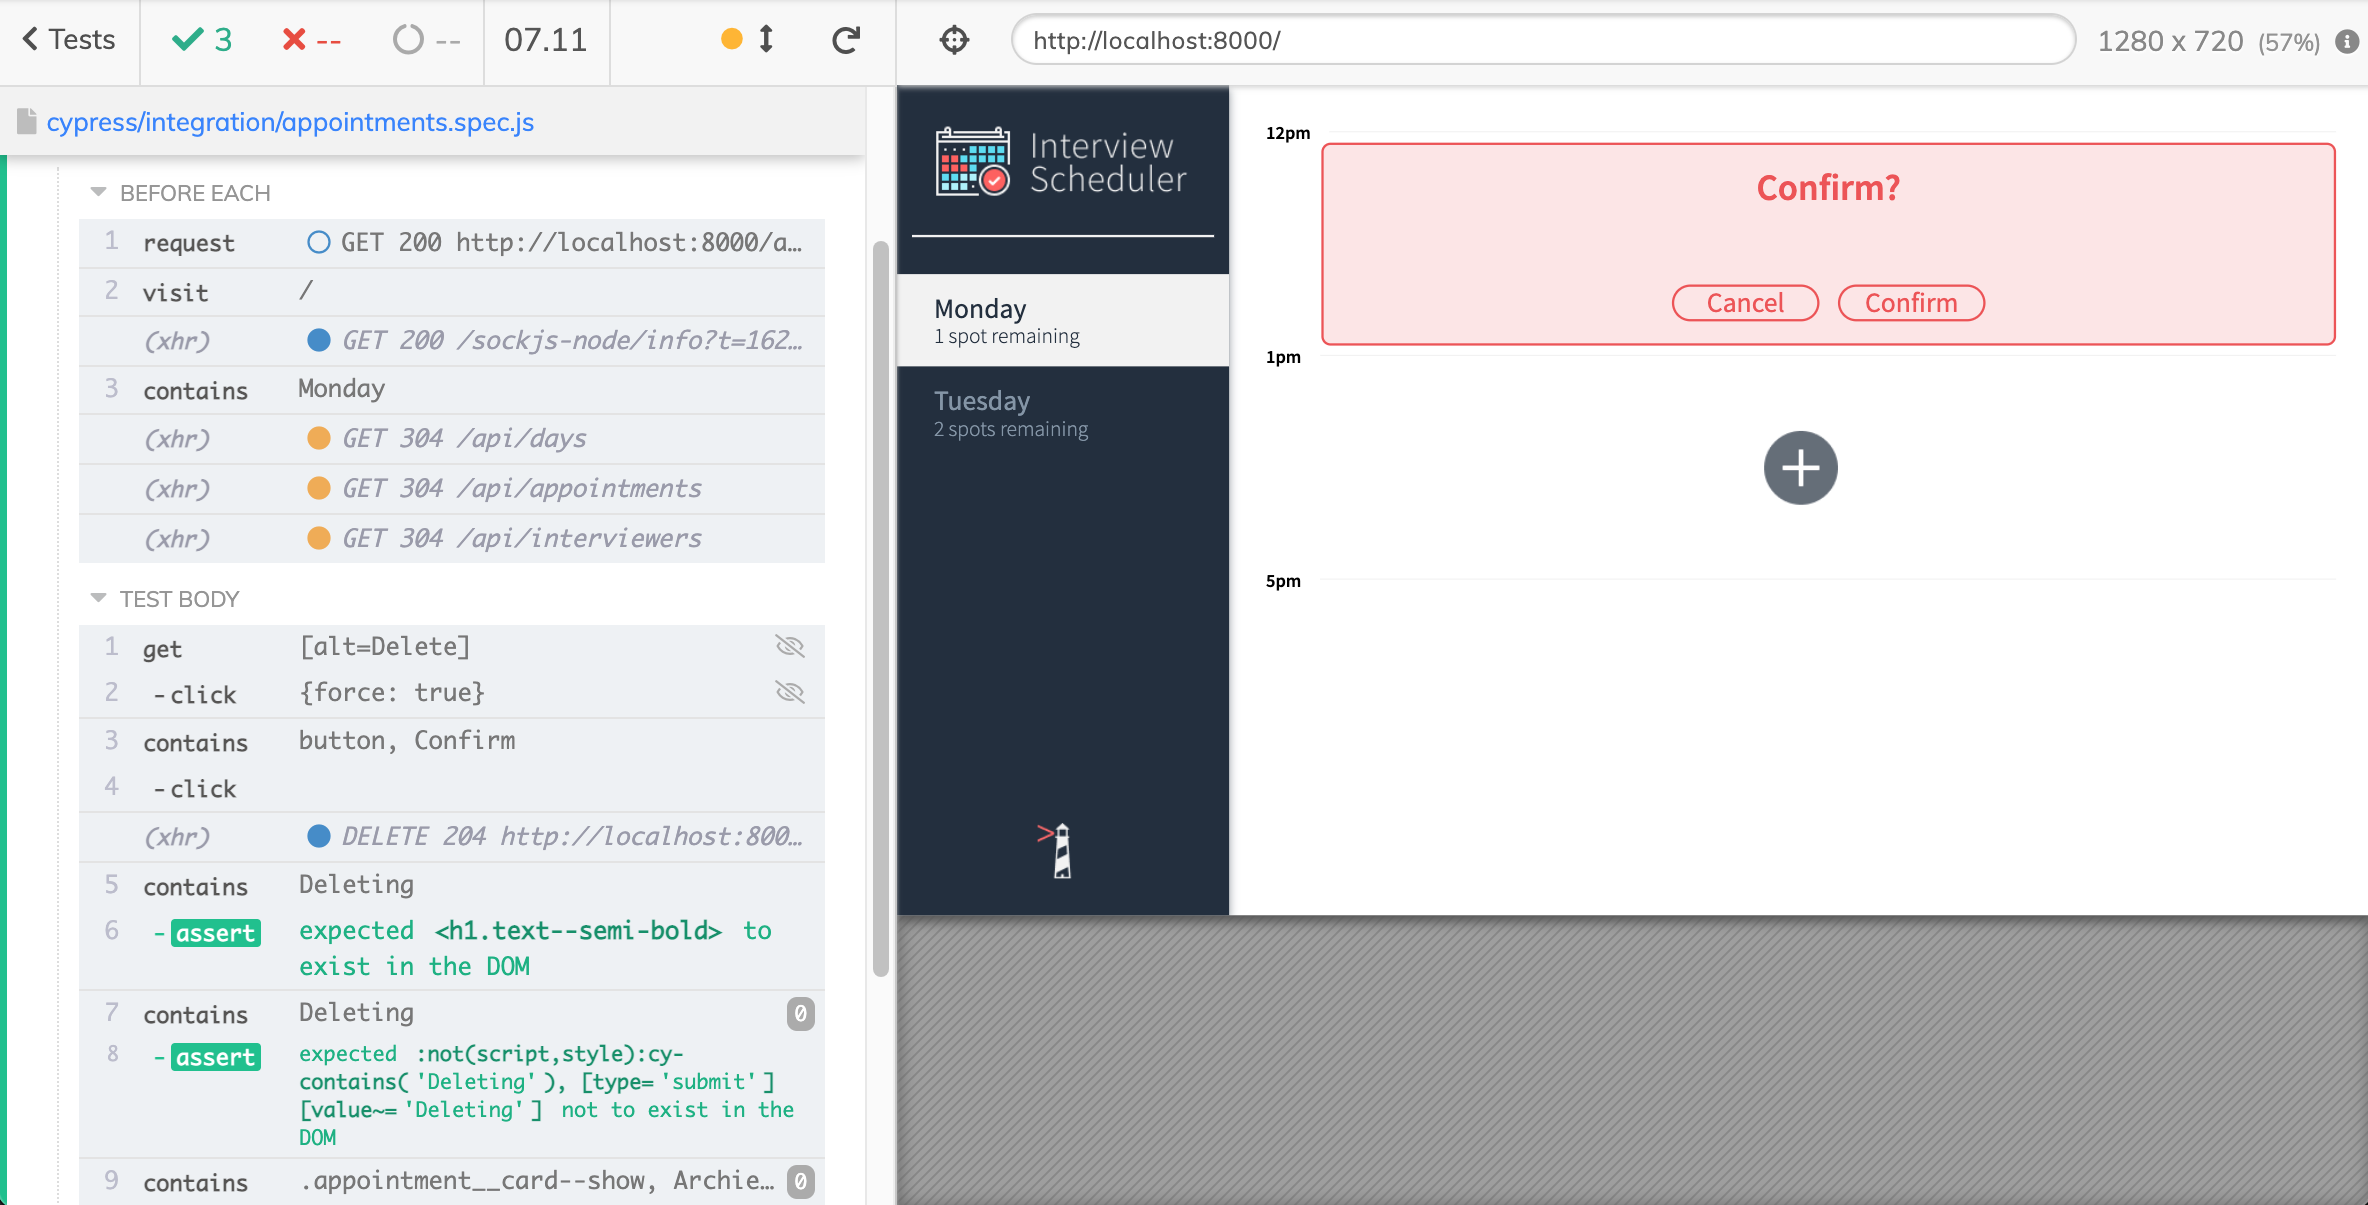 Tests
3
--
--
07.11
http://localhost:8000/
1280 x 720 (57%)
cypress/integration/appointments.spec.js
BEFORE EACH
1 request GET 200 http://localhost:8000/a…
2 visit /
(xhr) GET 200 /sockjs-node/info?t=162…
3 contains Monday
(xhr) GET 304 /api/days
(xhr) GET 304 /api/appointments
(xhr) GET 304 /api/interviewers
TEST BODY
1 get [alt=Delete]
2 -click {force: true}
3 contains button, Confirm
4 -click
(xhr) DELETE 204 http://localhost:800…
5 contains Deleting
6 -assert expected <h1.text--semi-bold> to
exist in the DOM
7 contains Deleting 0
8 -assert expected :not(script,style):cy-
contains('Deleting'), [type='submit']
[value~='Deleting'] not to exist in the
DOM
9 contains .appointment__card--show, Archie… 0
Interview
Scheduler
Monday
1 spot remaining
Tuesday
2 spots remaining
12pm
Confirm?
Cancel Confirm
1pm
5pm